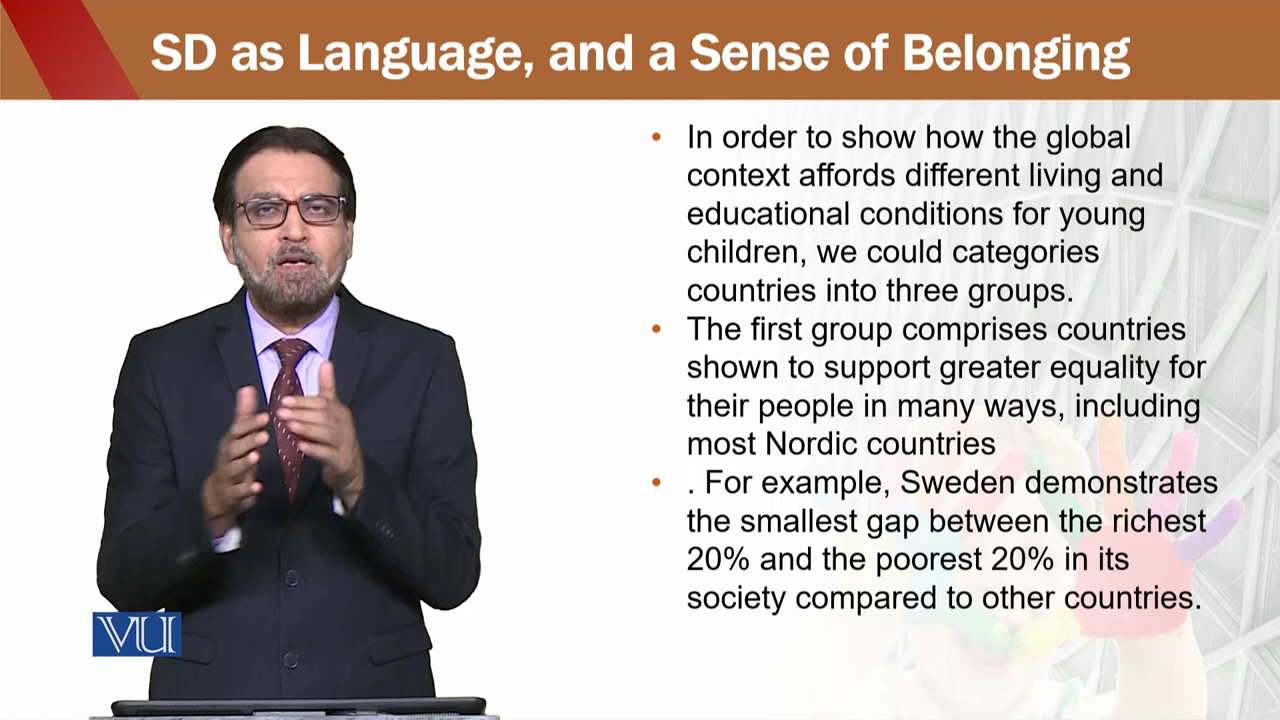 SD as Language, and a Sense of Belonging
• In order to show how the global
context affords different living and
educational conditions for young
children, we could categories
countries into three groups.
• The first group comprises countries
shown to support greater equality for
their people in many ways, including
most Nordic countries
• . For example, Sweden demonstrates
the smallest gap between the richest
20% and the poorest 20% in its
society compared to other countries.
VU